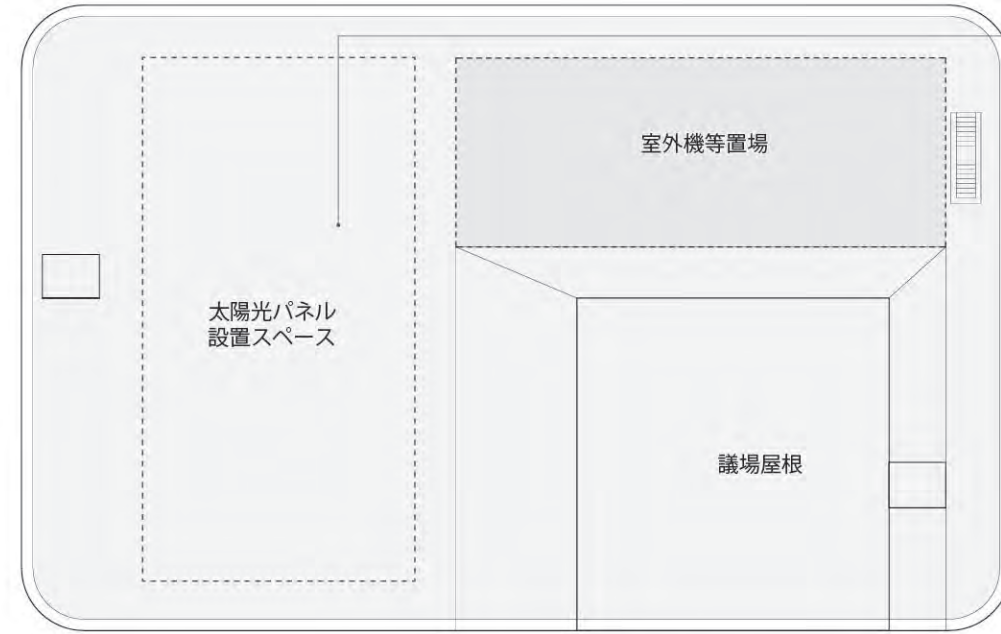 室外機等置場
太陽光パネル
設置スペース
議場屋根